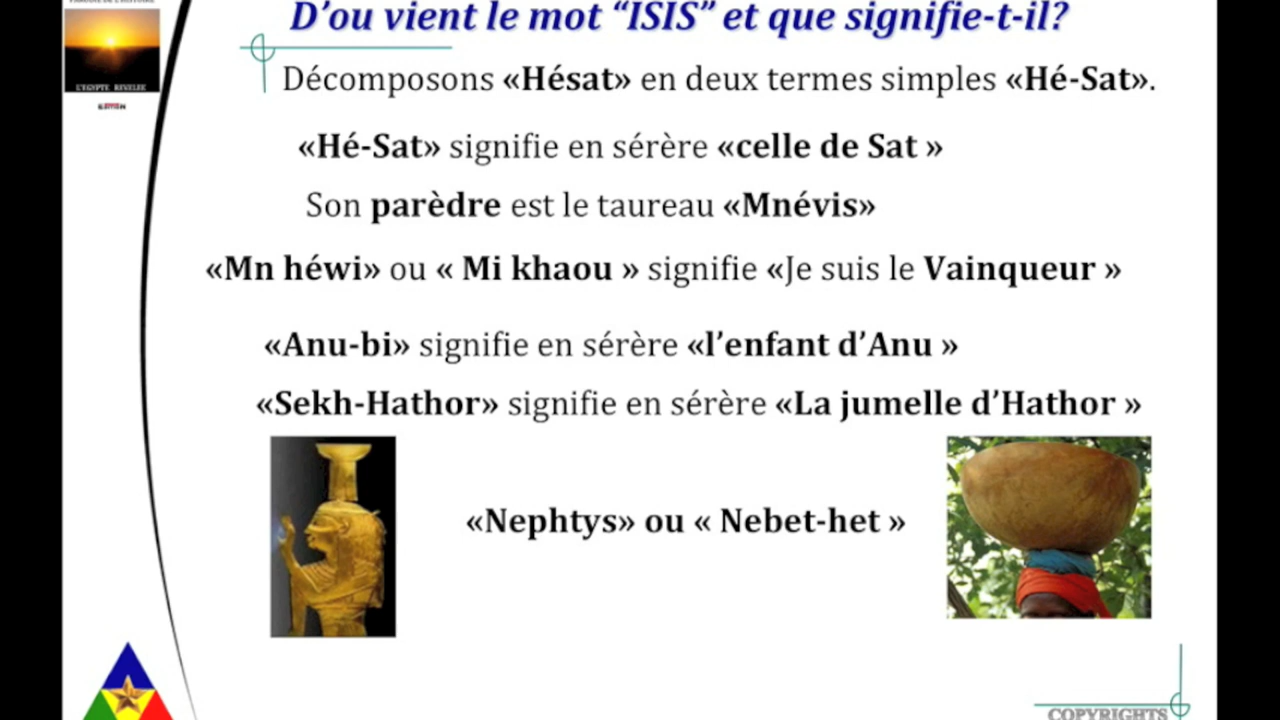 D’ou vient le mot “ISIS” et que signifie-t-il?
Décomposons «Hésat» en deux termes simples «Hé-Sat».
«Hé-Sat» signifie en sérère «celle de Sat »
Son parèdre est le taureau «Mnévis»
«Mn héwi» ou « Mi khaou » signifie «Je suis le Vainqueur »
«Anu-bi» signifie en sérère «l’enfant d’Anu »
«Sekh-Hathor» signifie en sérère «La jumelle d’Hathor »
«Nephtys» ou « Nebet-het »
L'EGYPTE REVELEE
COPYRIGHTS